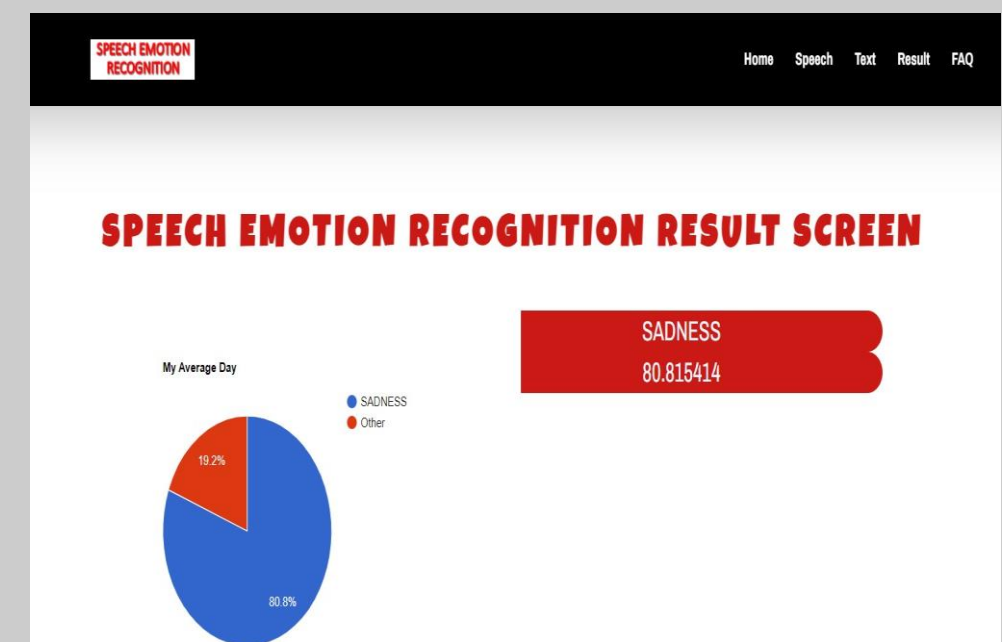 SPEECH EMOTION
RECOGNITION
Home Speech Text Result FAQ
SPEECH EMOTION RECOGNITION RESULT SCREEN
SADNESS
80.815414
My Average Day
SADNESS
Other
19.2%
80.8%